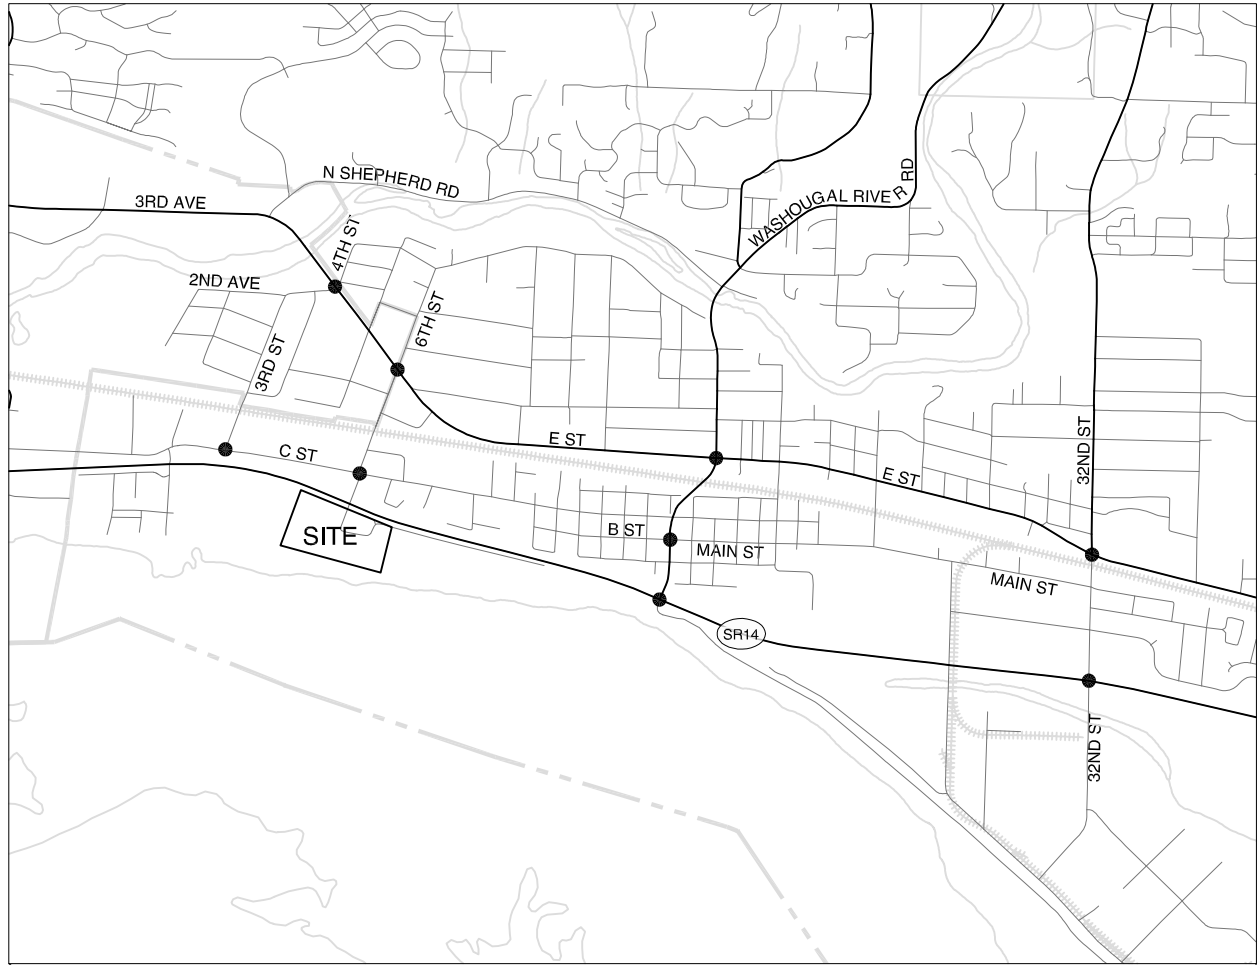 N SHEPHERD RD
3RD AVE
WASHOUGAL RIVER RD
4TH ST
2ND AVE
6TH ST
3RD ST
E ST
C ST
E ST
32ND ST
SITE
B ST
MAIN ST
MAIN ST
SR14
32ND ST